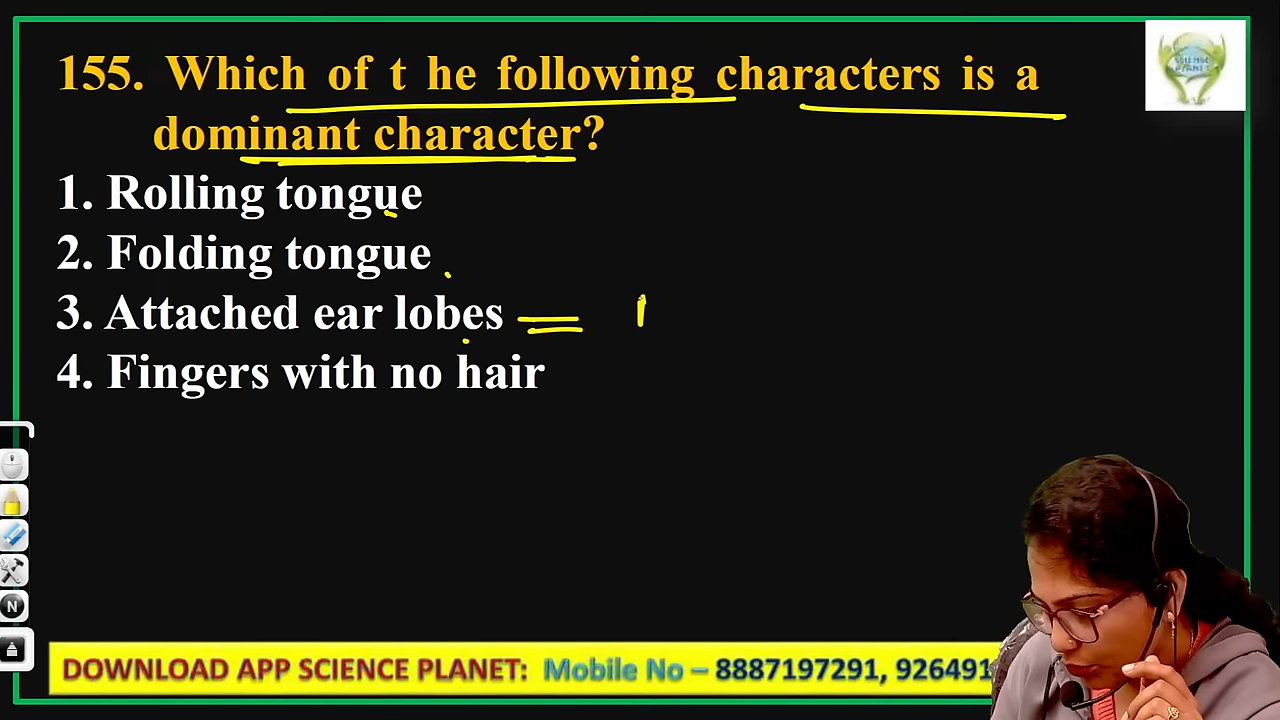 155. Which of t he following characters is a
dominant character?
1. Rolling tongue
2. Folding tongue
3. Attached ear lobes
4. Fingers with no hair
N
DOWNLOAD APP SCIENCE PLANET: Mobile No – 8887197291, 926491